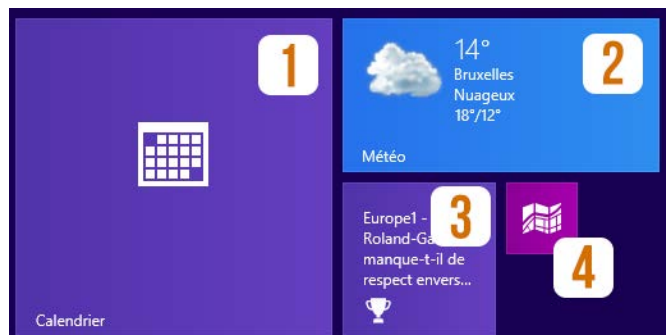 1
Calendrier
14°
Bruxelles
Nuageux
18°/12°
2
Météo
Europe1 -
3
manque-t-il de
respect envers...
4